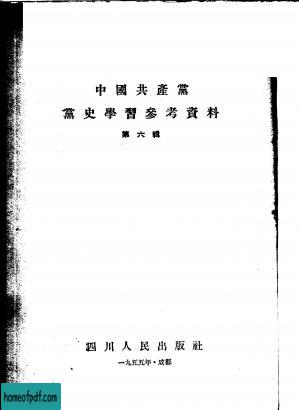 中國共產黨
黨史學習參考資料
第六輯
四川人民出版社
一九五五年·成都
homeofpdf.com